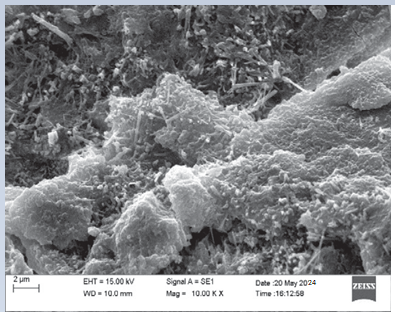 2 µm
EHT = 15.00 kV Signal A = SE1 Date :20 May 2024
WD = 10.0 mm Mag = 10.00 K X Time :16:12:58
ZEISS